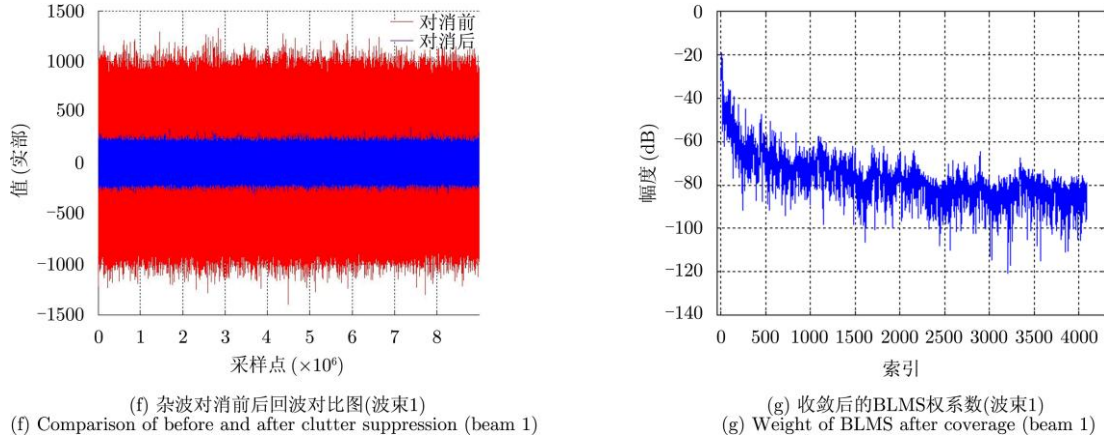 1500
1000
500
0
−500
−1000
−1500
值 (实部)
对消前
对消后
0 1 2 3 4 5 6 7 8
采样点 (×10⁶)
(f) 杂波对消前后回波对比图(波束1)
(f) Comparison of before and after clutter suppression (beam 1)
0
−20
−40
−60
−80
−100
−120
−140
幅度 (dB)
0 500 1000 1500 2000 2500 3000 3500 4000
索引
(g) 收敛后的BLMS权系数(波束1)
(g) Weight of BLMS after coverage (beam 1)